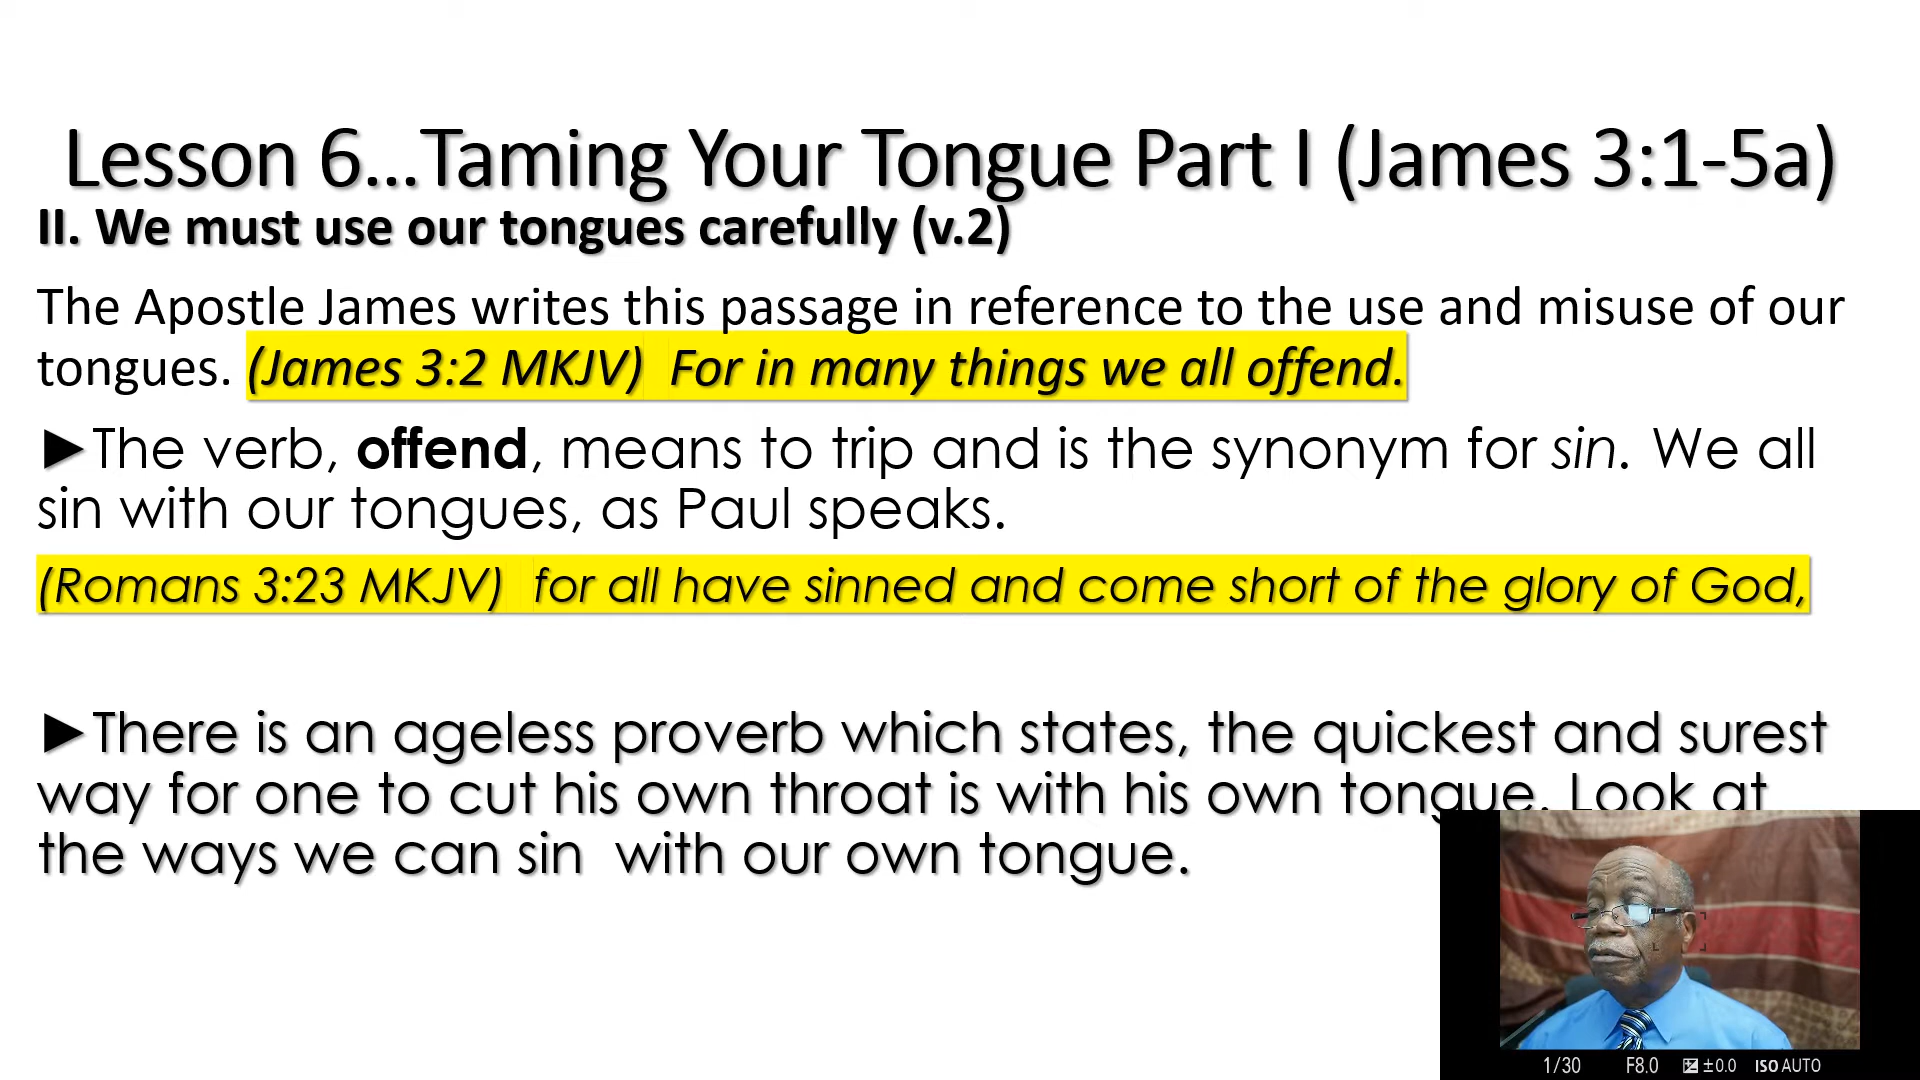 Lesson 6...Taming Your Tongue Part I (James 3:1-5a)
II. We must use our tongues carefully (v.2)
The Apostle James writes this passage in reference to the use and misuse of our
tongues. (James 3:2 MKJV)  For in many things we all offend.
►The verb, offend, means to trip and is the synonym for sin. We all
sin with our tongues, as Paul speaks.
(Romans 3:23 MKJV)  for all have sinned and come short of the glory of God,
►There is an ageless proverb which states, the quickest and surest
way for one to cut his own throat is with his own tongue. Look at
the ways we can sin  with our own tongue.
1/30 F8.0 ±0.0 ISO AUTO